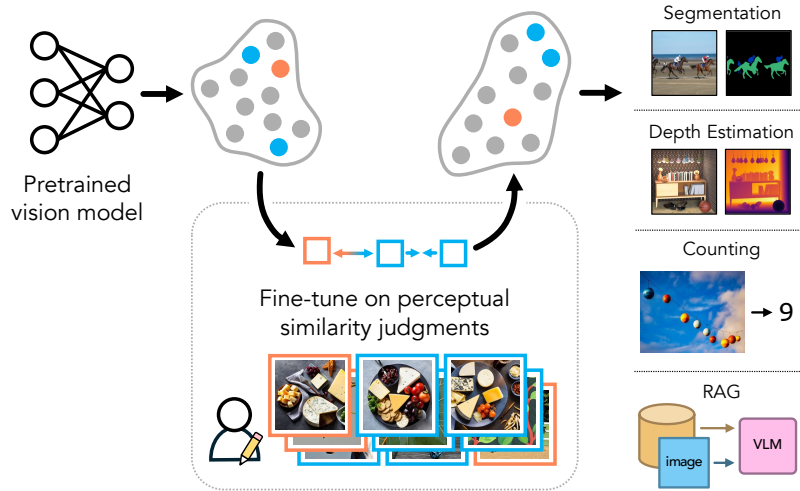 Pretrained
vision model
Fine-tune on perceptual
similarity judgments
Segmentation
Depth Estimation
Counting
9
RAG
image
VLM